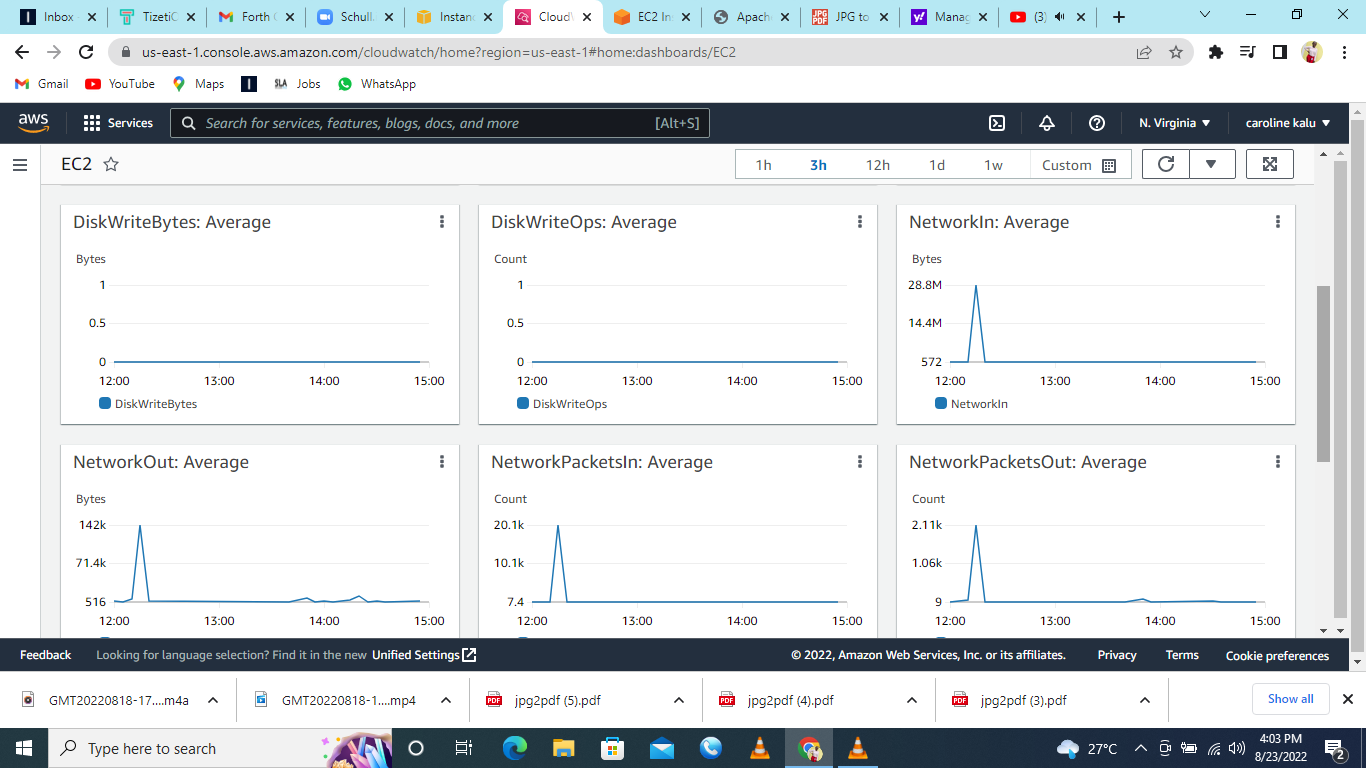 Inbox
TizetiC
Forth
Schull.
Instanc
CloudW
EC2 Ins
Apach
JPG to
Manag
(3)
us-east-1.console.aws.amazon.com/cloudwatch/home?region=us-east-1#home:dashboards/EC2
Gmail YouTube Maps SLA Jobs WhatsApp
aws Services Search for services, features, blogs, docs, and more [Alt+S] N. Virginia caroline kalu
EC2 1h 3h 12h 1d 1w Custom
DiskWriteBytes: Average
Bytes
1
0.5
0
12:00 13:00 14:00 15:00
DiskWriteBytes
DiskWriteOps: Average
Count
1
0.5
0
12:00 13:00 14:00 15:00
DiskWriteOps
NetworkIn: Average
Bytes
28.8M
14.4M
572
12:00 13:00 14:00 15:00
NetworkIn
NetworkOut: Average
Bytes
142k
71.4k
516
12:00 13:00 14:00 15:00
NetworkPacketsIn: Average
Count
20.1k
10.1k
7.4
12:00 13:00 14:00 15:00
NetworkPacketsOut: Average
Count
2.11k
1.06k
9
12:00 13:00 14:00 15:00
Feedback Looking for language selection? Find it in the new Unified Settings © 2022, Amazon Web Services, Inc. or its affiliates. Privacy Terms Cookie preferences
GMT20220818-17....m4a GMT20220818-1....mp4 jpg2pdf (5).pdf jpg2pdf (4).pdf jpg2pdf (3).pdf Show all
Type here to search 27°C 4:03 PM
8/23/2022
2